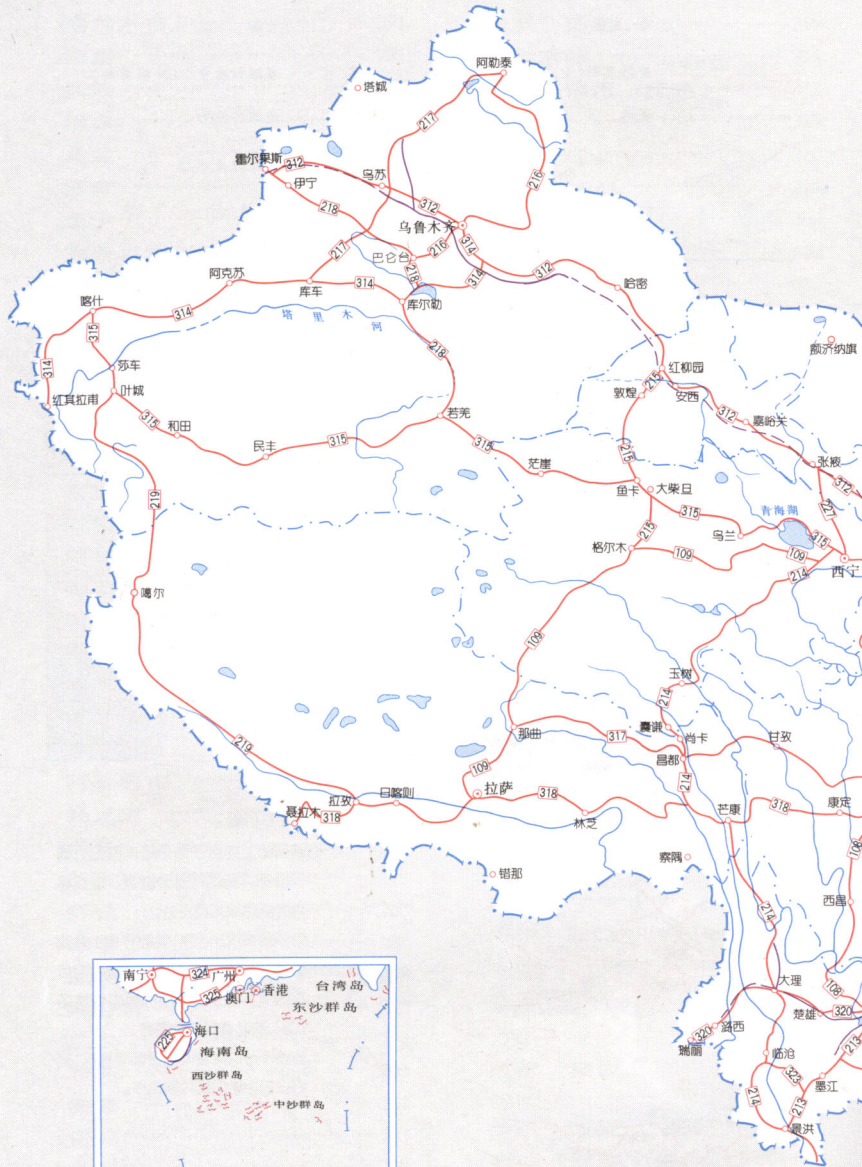 阿勒泰
塔城
217
霍尔果斯
312
伊宁
乌苏
216
218
312
乌鲁木齐
314
217
巴仑台
216
218
312
阿克苏
314
哈密
喀什
314
库车
314
库尔勒
塔里木河
315
218
额济纳旗
莎车
314
红柳园
红其拉甫
叶城
215
敦煌
安西
若羌
312
嘉峪关
315
和田
民丰
315
315
215
张掖
茫崖
鱼卡
大柴旦
312
219
青海湖
227
315
215
乌兰
315
格尔木
109
109
西宁
214
噶尔
109
玉树
214
219
那曲
囊谦
317
尚卡
甘孜
昌都
109
214
拉萨
拉孜
日喀则
318
318
聂拉木
318
林芝
芒康
康定
108
察隅
错那
西昌
214
南宁
324
广州
台湾岛
325
澳门
香港
东沙群岛
大理
108
海口
225
楚雄
320
320
潞西
海南岛
瑞丽
213
临沧
西沙群岛
323
墨江
中沙群岛
214
213
景洪